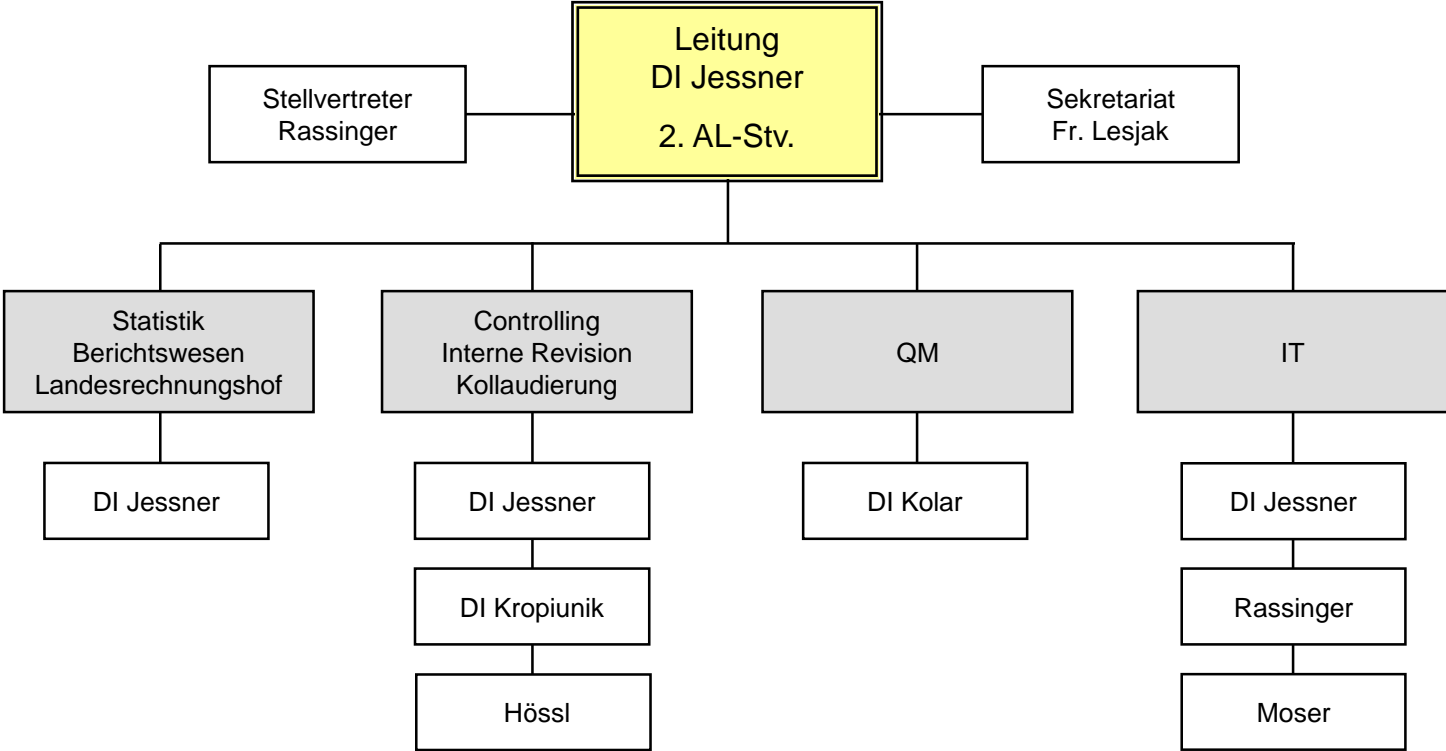 Leitung
DI Jessner
2. AL-Stv.
Stellvertreter
Rassinger
Sekretariat
Fr. Lesjak
Statistik
Berichtswesen
Landesrechnungshof
Controlling
Interne Revision
Kollaudierung
QM
IT
DI Jessner
DI Jessner
DI Kolar
DI Jessner
DI Kropiunik
Rassinger
Hössl
Moser